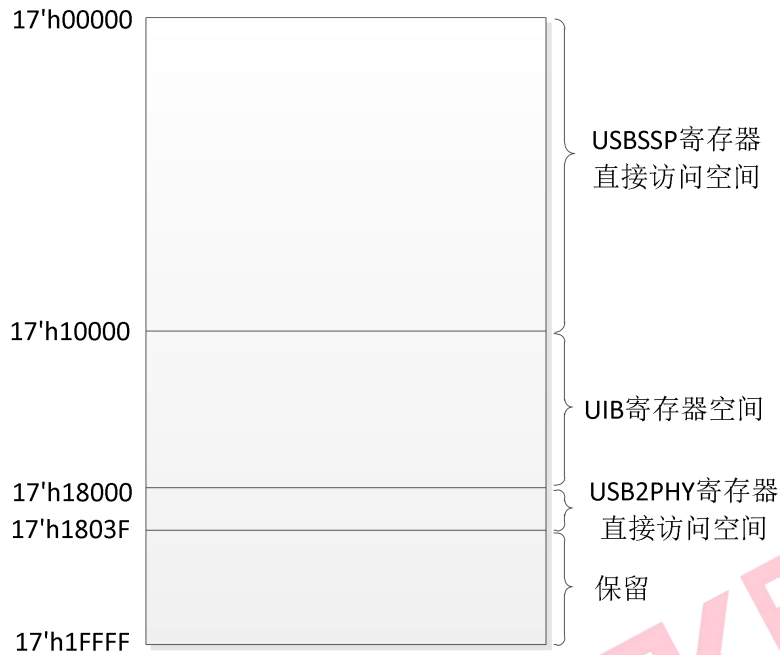 17'h00000
USBSSP寄存器
直接访问空间
17'h10000
UIB寄存器空间
17'h18000
USB2PHY寄存器
17'h1803F
直接访问空间
保留
17'h1FFFF